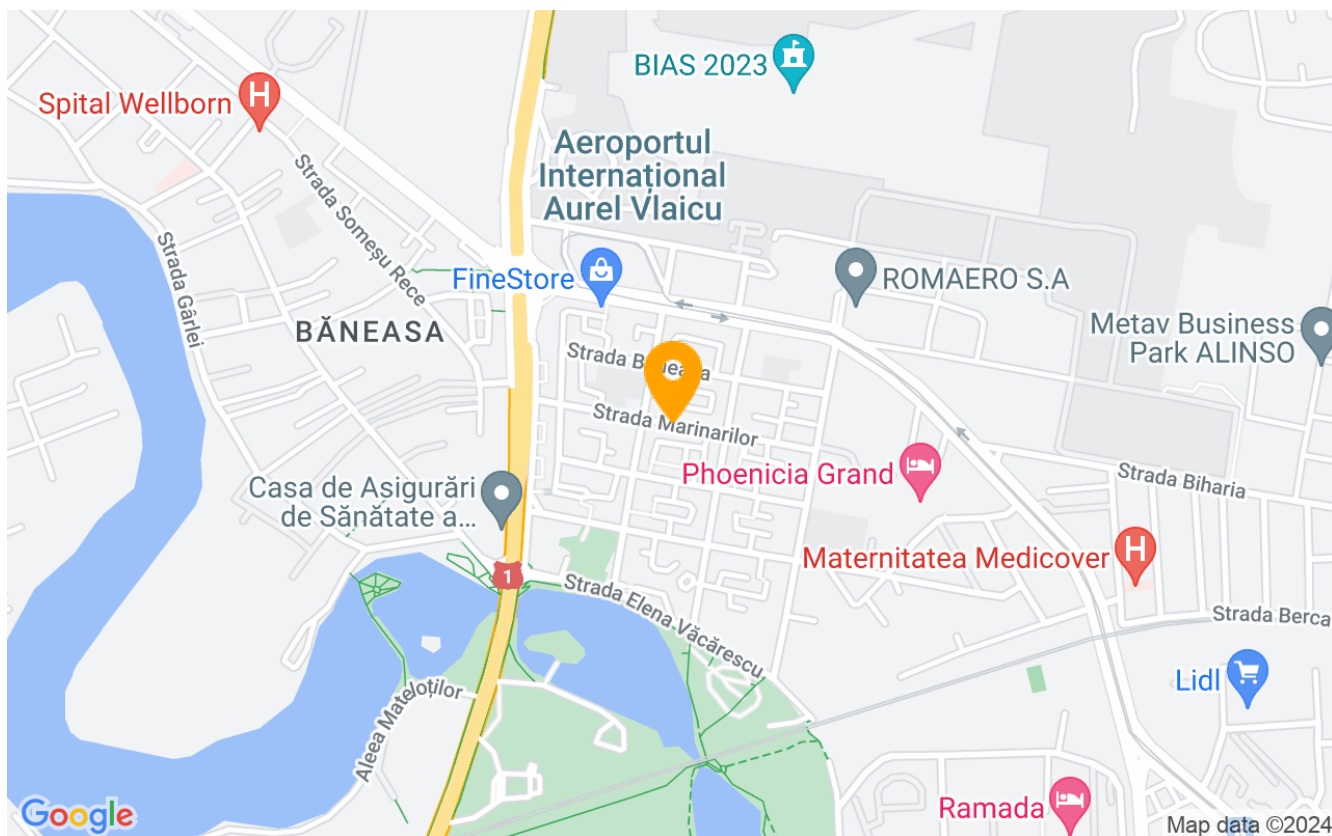 BIAS 2023
Spital Wellborn
H
Aeroportul
Internațional
Aurel Vlaicu
Strada Someșu Rece
Strada Gârlei
FineStore
ROMAERO S.A
BĂNEASA
Metav Business
Park ALINSO
Strada
Strada Marinarilor
Phoenicia Grand
Strada Biharia
Casa de Asigurări
de Sănătate a...
Maternitatea Medicover
H
1
Strada Elena Văcărescu
Strada Berca
Lidl
Aleea Mateloților
Ramada
Google
Map data ©2024